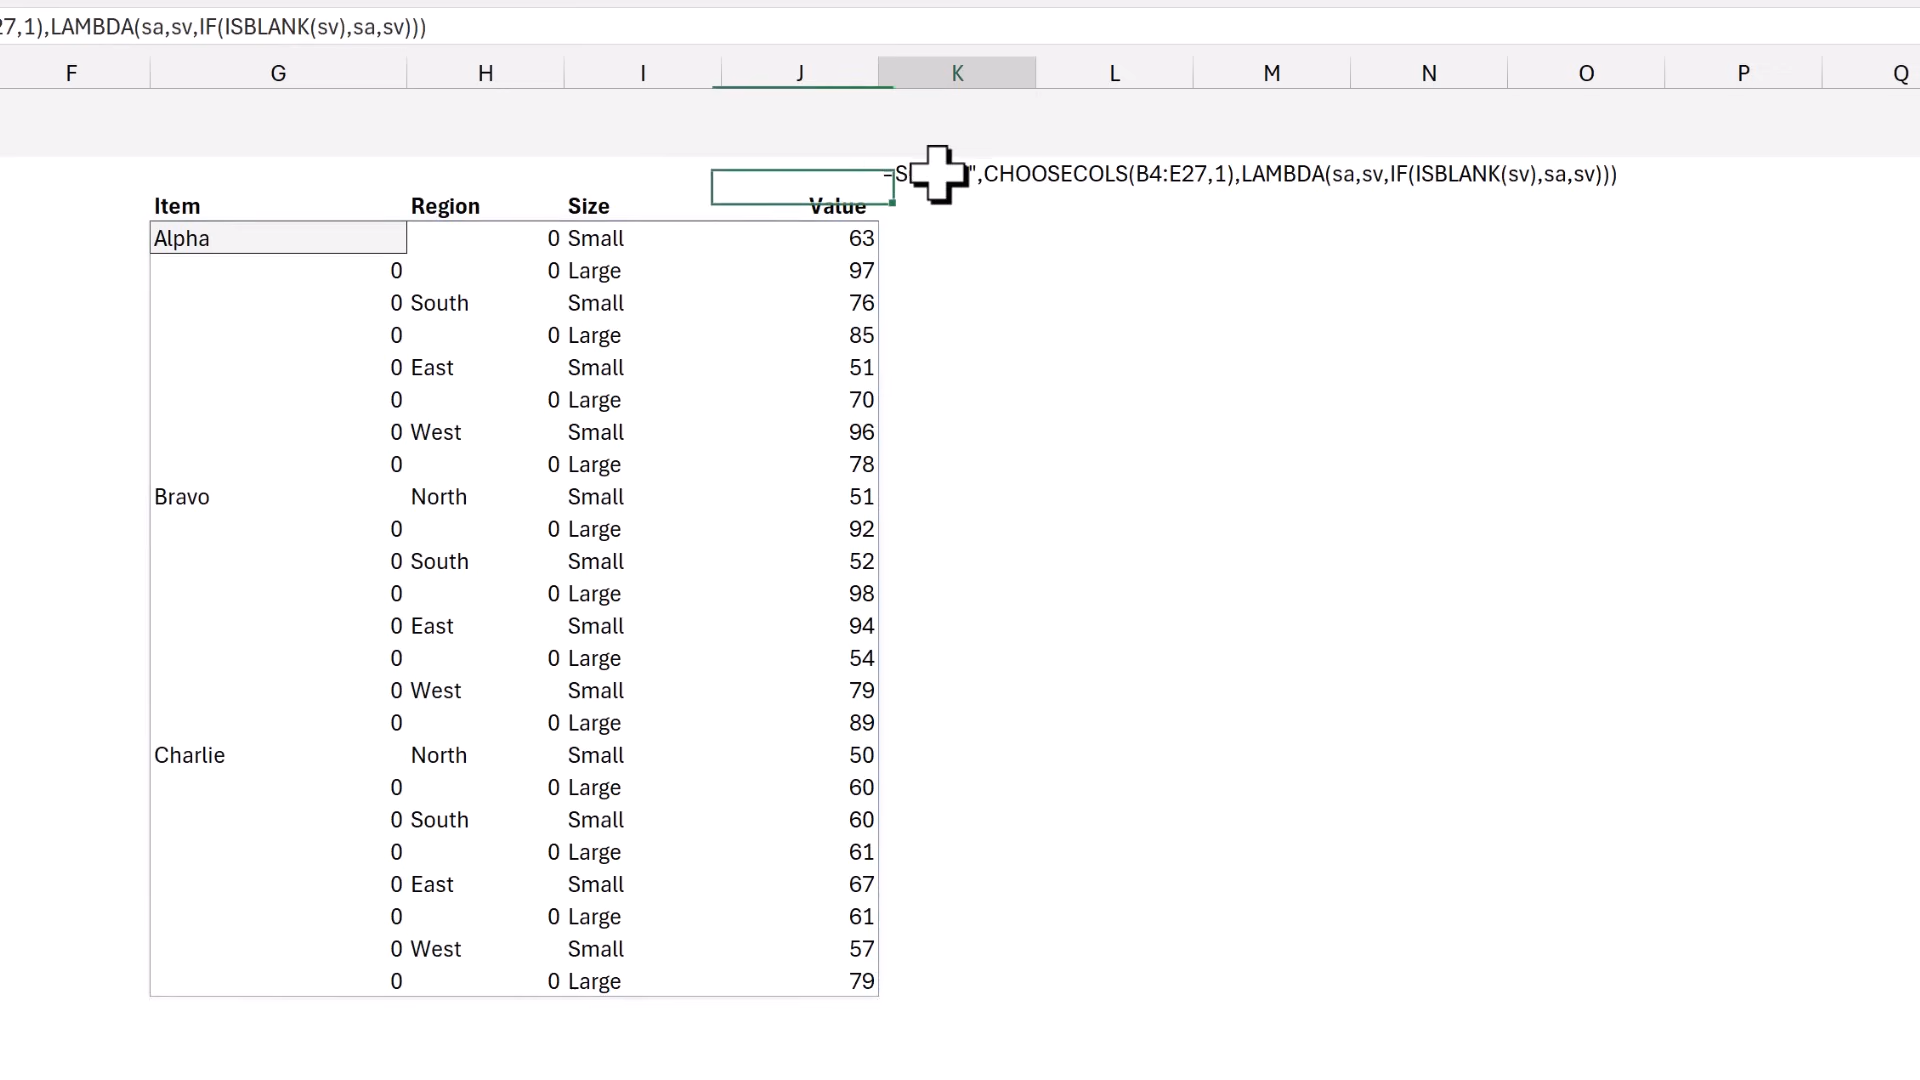 27,1),LAMBDA(sa,sv,IF(ISBLANK(sv),sa,sv)))
F G H I J K L M N O P Q
",CHOOSECOLS(B4:E27,1),LAMBDA(sa,sv,IF(ISBLANK(sv),sa,sv)))
Item Region Size Value
Alpha 0 Small 63
0 0 Large 97
0 South Small 76
0 0 Large 85
0 East Small 51
0 0 Large 70
0 West Small 96
0 0 Large 78
Bravo North Small 51
0 0 Large 92
0 South Small 52
0 0 Large 98
0 East Small 94
0 0 Large 54
0 West Small 79
0 0 Large 89
Charlie North Small 50
0 0 Large 60
0 South Small 60
0 0 Large 61
0 East Small 67
0 0 Large 61
0 West Small 57
0 0 Large 79